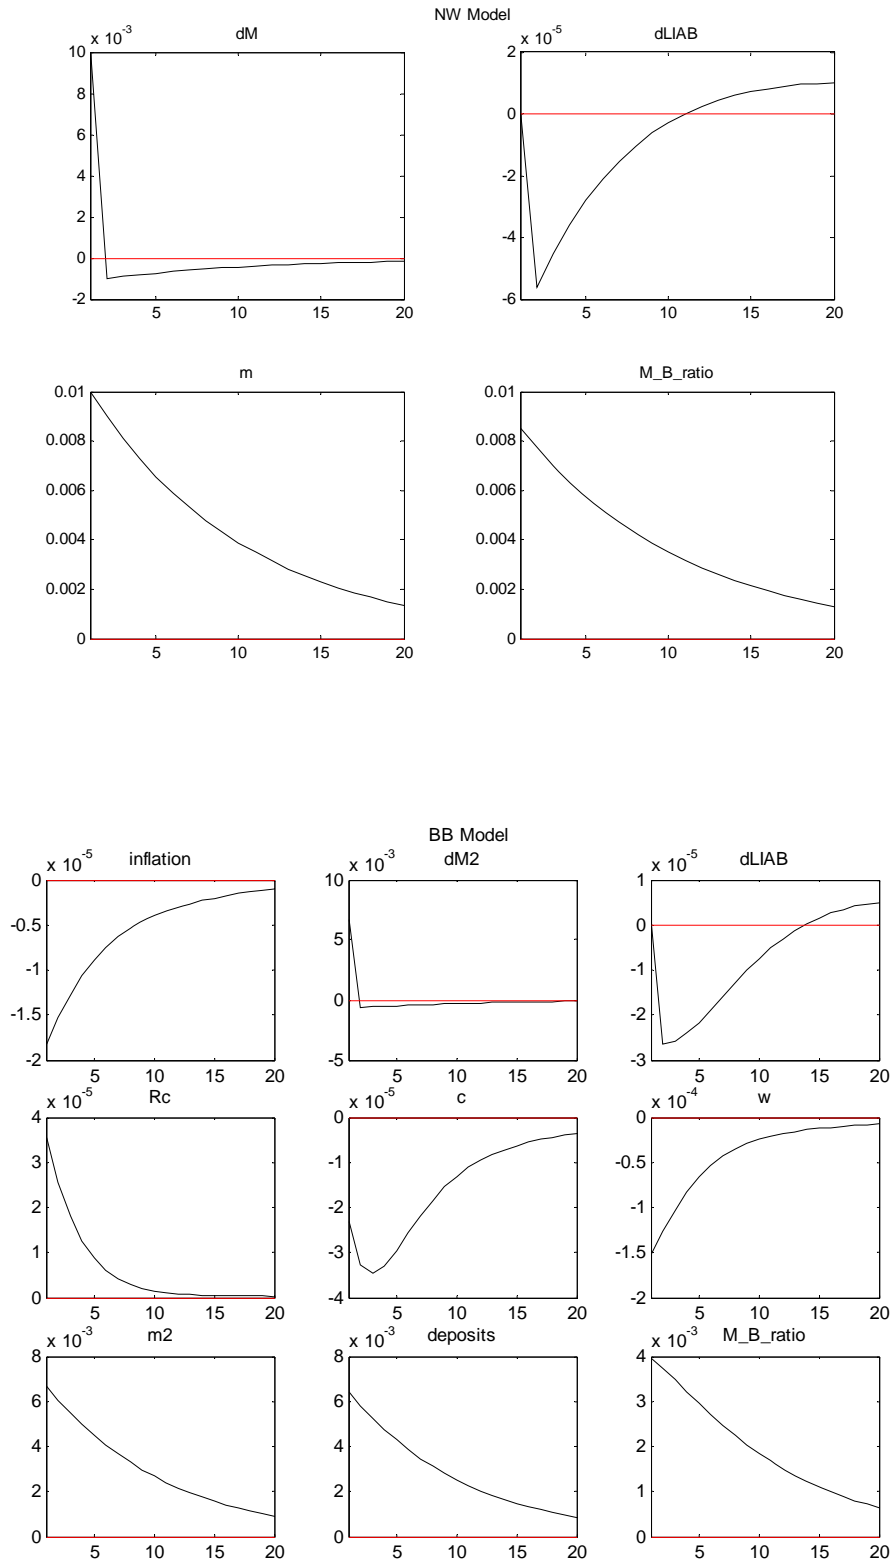 NW Model
x 10^-3 dM
10
8
6
4
2
0
-2
5 10 15 20
x 10^-5 dLIAB
2
0
-2
-4
-6
5 10 15 20
m
0.01
0.008
0.006
0.004
0.002
0
5 10 15 20
M_B_ratio
0.01
0.008
0.006
0.004
0.002
0
5 10 15 20
BB Model
x 10^-5 inflation
0
-0.5
-1
-1.5
-2
5 10 15 20
x 10^-3 dM2
10
5
0
-5
5 10 15 20
x 10^-5 dLIAB
1
0
-1
-2
-3
5 10 15 20
x 10^-5 Rc
4
3
2
1
0
5 10 15 20
x 10^-5 c
0
-1
-2
-3
-4
5 10 15 20
x 10^-4 w
0
-0.5
-1
-1.5
-2
5 10 15 20
x 10^-3 m2
8
6
4
2
0
5 10 15 20
x 10^-3 deposits
8
6
4
2
0
5 10 15 20
x 10^-3 M_B_ratio
4
3
2
1
0
5 10 15 20